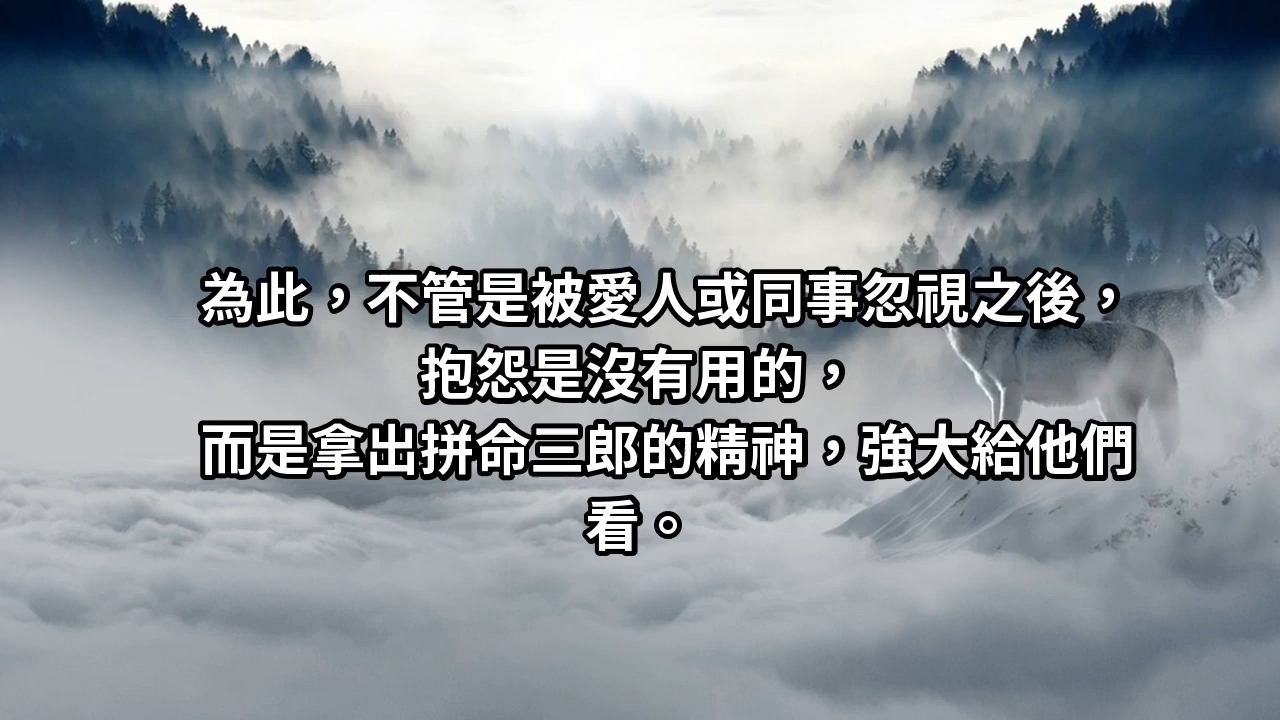 為此，不管是被愛人或同事忽視之後，
抱怨是沒有用的，
而是拿出拼命三郎的精神，強大給他們
看。